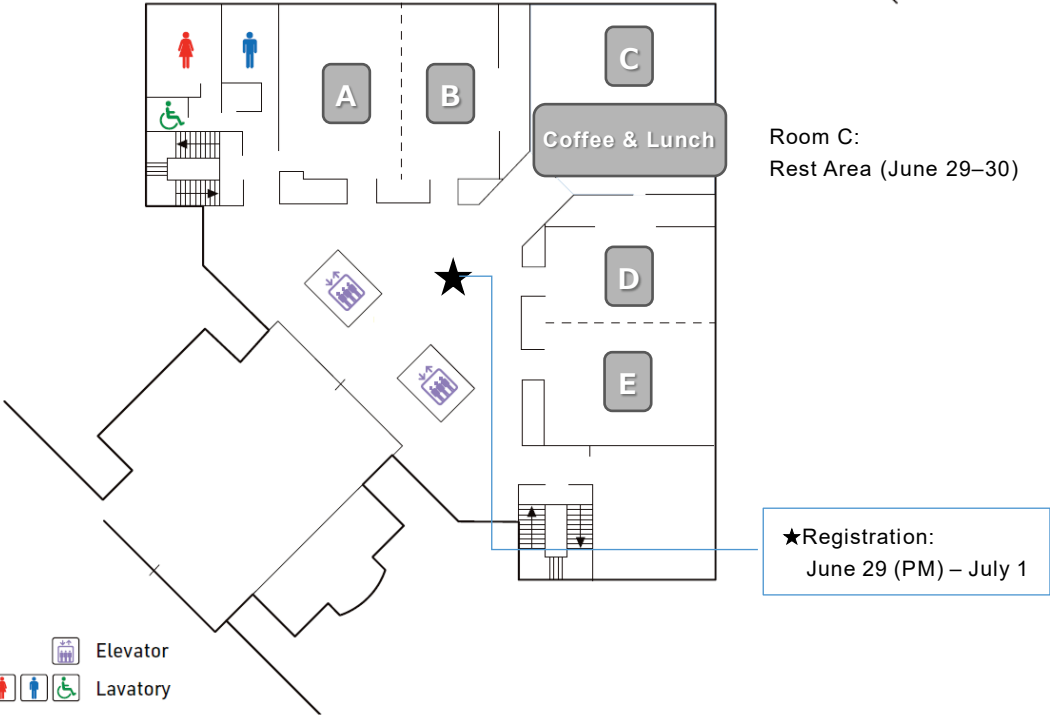 C
A
B
Coffee & Lunch
Room C:
Rest Area (June 29–30)
D
E
★Registration:
June 29 (PM) – July 1
Elevator
Lavatory